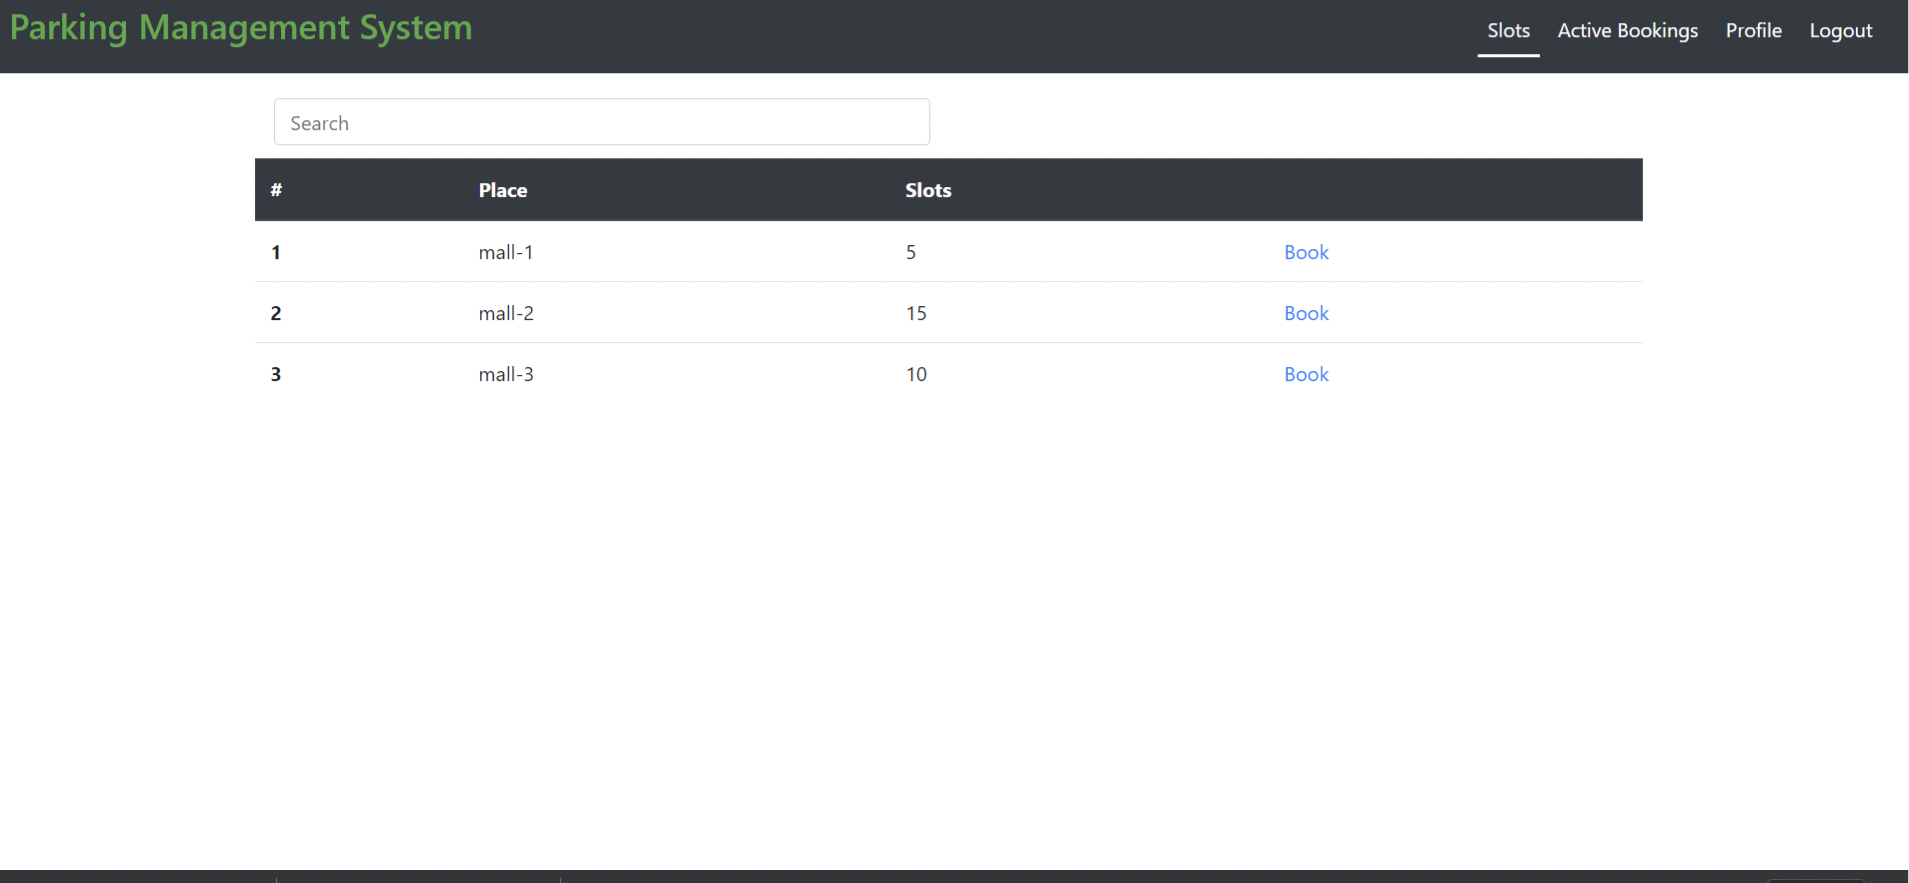 Parking Management System
Slots Active Bookings Profile Logout
Search
# Place Slots
1 mall-1 5 Book
2 mall-2 15 Book
3 mall-3 10 Book